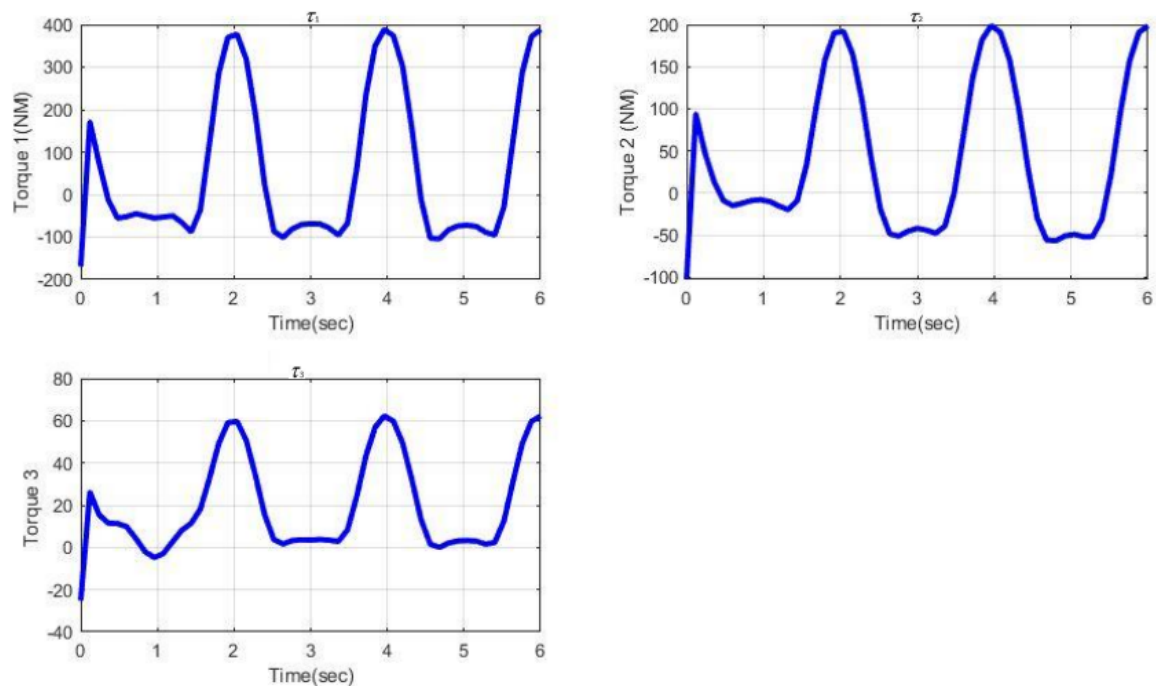 τ₁
400
300
200
100
0
-100
-200
Torque 1(NM)
0 1 2 3 4 5 6
Time(sec)
τ₂
200
150
100
50
0
-50
-100
Torque 2 (NM)
0 1 2 3 4 5 6
Time(sec)
τ₃
80
60
40
20
0
-20
-40
Torque 3
0 1 2 3 4 5 6
Time(sec)